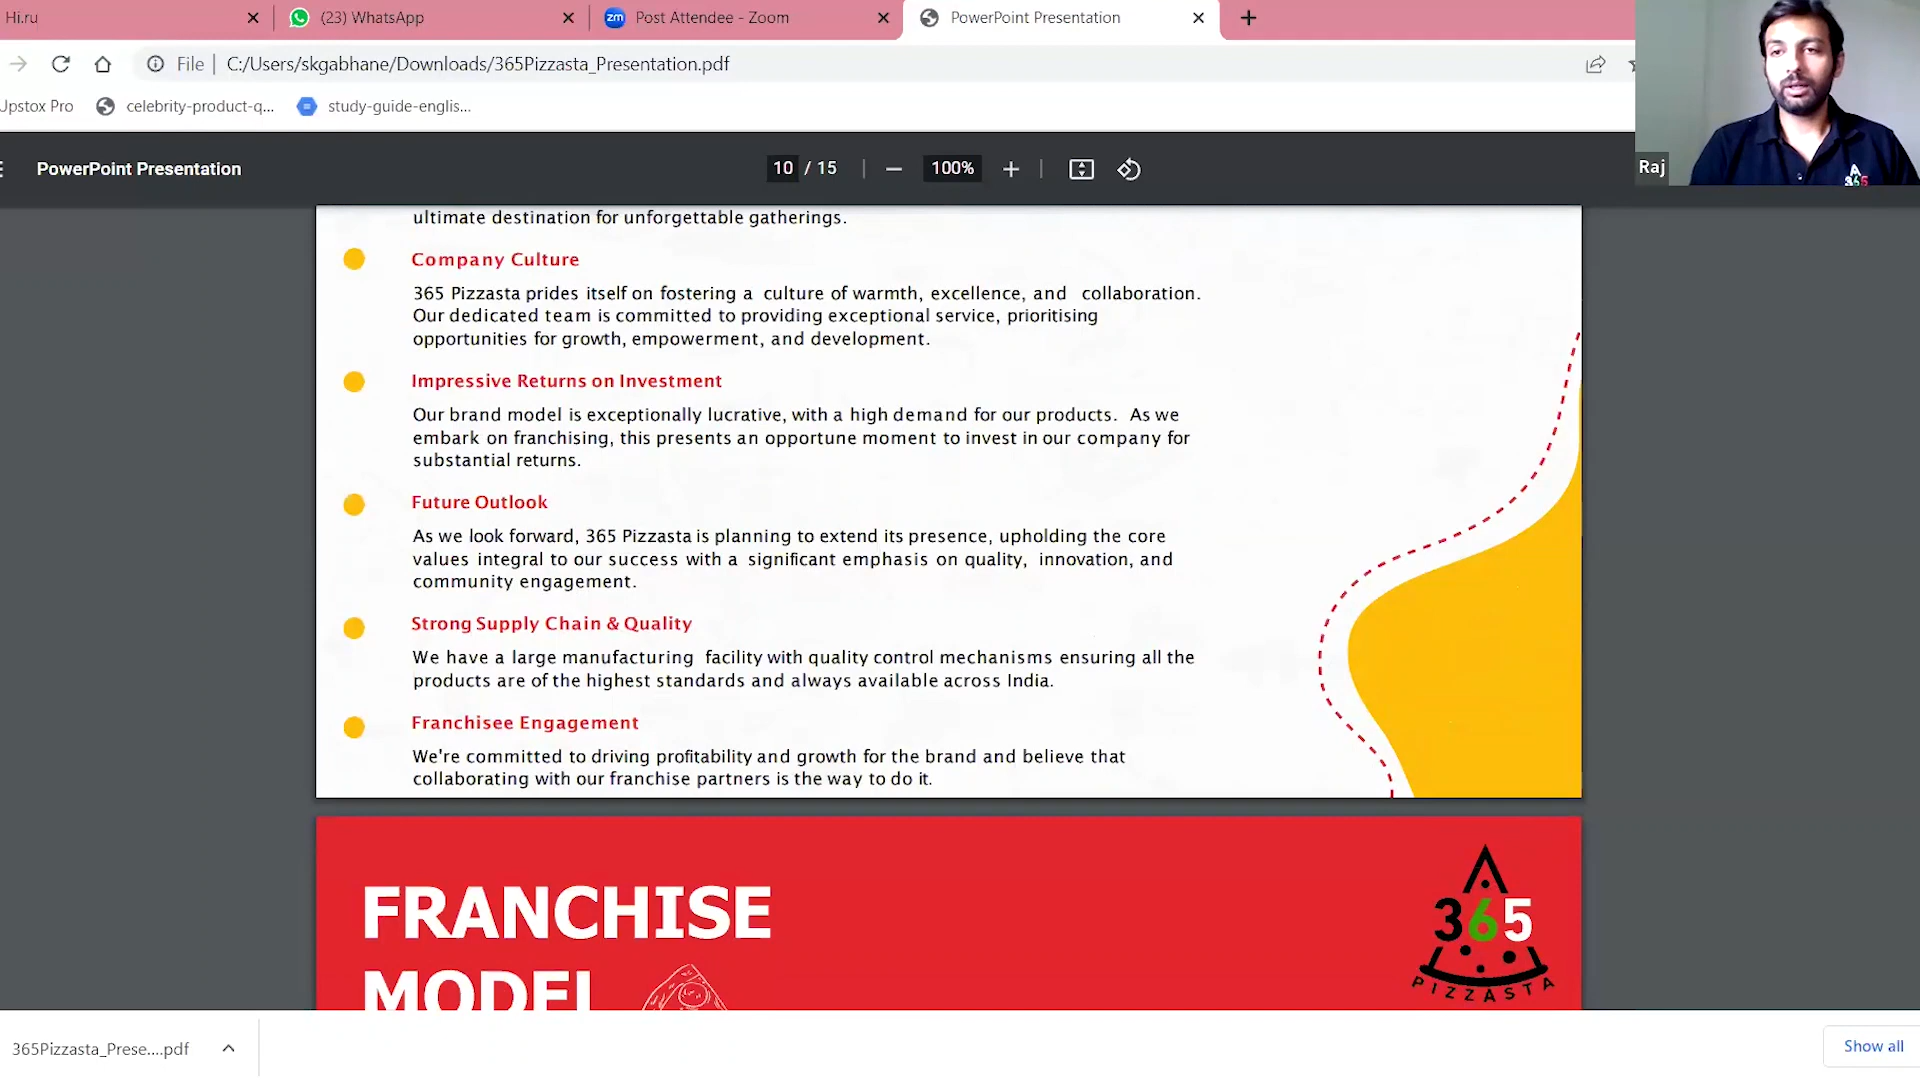 Hi.ru
(23) WhatsApp
zm
Post Attendee - Zoom
PowerPoint Presentation
File
C:/Users/skgabhane/Downloads/365Pizzasta_Presentation.pdf
Upstox Pro
celebrity-product-q...
study-guide-englis...
PowerPoint Presentation
10 / 15
100%
Raj
365
ultimate destination for unforgettable gatherings.
Company Culture
365 Pizzasta prides itself on fostering a culture of warmth, excellence, and collaboration.
Our dedicated team is committed to providing exceptional service, prioritising
opportunities for growth, empowerment, and development.
Impressive Returns on Investment
Our brand model is exceptionally lucrative, with a high demand for our products. As we
embark on franchising, this presents an opportune moment to invest in our company for
substantial returns.
Future Outlook
As we look forward, 365 Pizzasta is planning to extend its presence, upholding the core
values integral to our success with a significant emphasis on quality, innovation, and
community engagement.
Strong Supply Chain & Quality
We have a large manufacturing facility with quality control mechanisms ensuring all the
products are of the highest standards and always available across India.
Franchisee Engagement
We're committed to driving profitability and growth for the brand and believe that
collaborating with our franchise partners is the way to do it.
FRANCHISE
MODEL
365
PIZZASTA
365Pizzasta_Prese....pdf
Show all